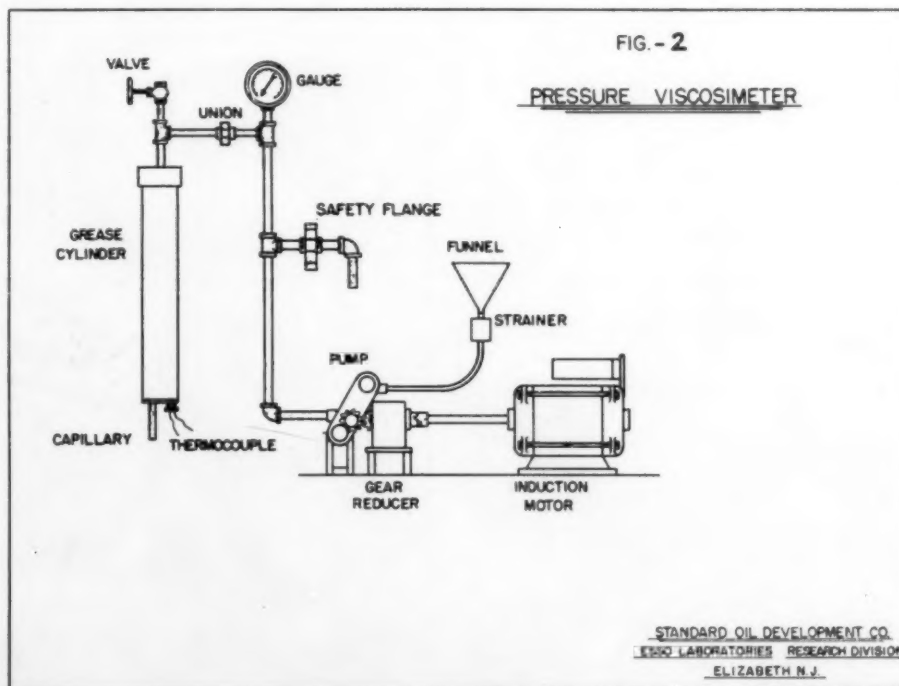 FIG.-2
PRESSURE VISCOSIMETER
VALVE
GAUGE
UNION
SAFETY FLANGE
GREASE
CYLINDER
FUNNEL
STRAINER
PUMP
CAPILLARY
THERMOCOUPLE
GEAR
REDUCER
INDUCTION
MOTOR
STANDARD OIL DEVELOPMENT CO.
ESSO LABORATORIES RESEARCH DIVISION
ELIZABETH N.J.